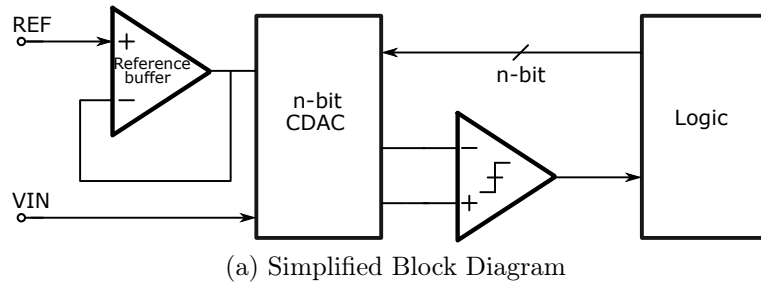 REF
+
Reference
buffer
−
n-bit
CDAC
n-bit
Logic
−
+
VIN
(a) Simplified Block Diagram